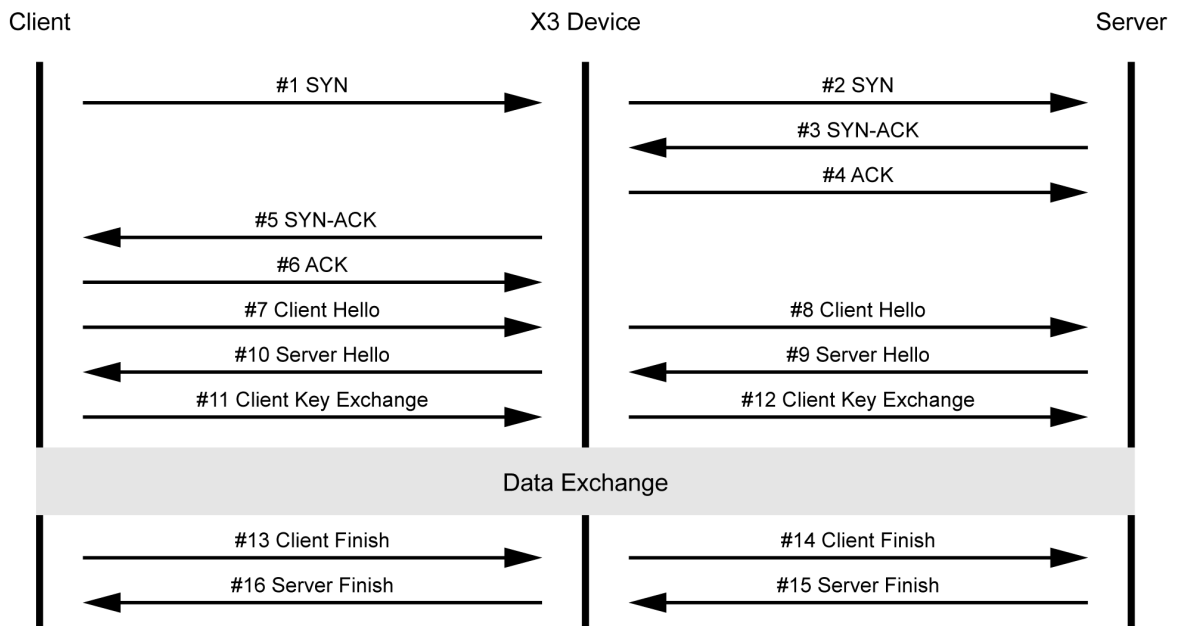 Client
X3 Device
Server
#1 SYN
#2 SYN
#3 SYN-ACK
#4 ACK
#5 SYN-ACK
#6 ACK
#7 Client Hello
#8 Client Hello
#10 Server Hello
#9 Server Hello
#11 Client Key Exchange
#12 Client Key Exchange
Data Exchange
#13 Client Finish
#14 Client Finish
#16 Server Finish
#15 Server Finish